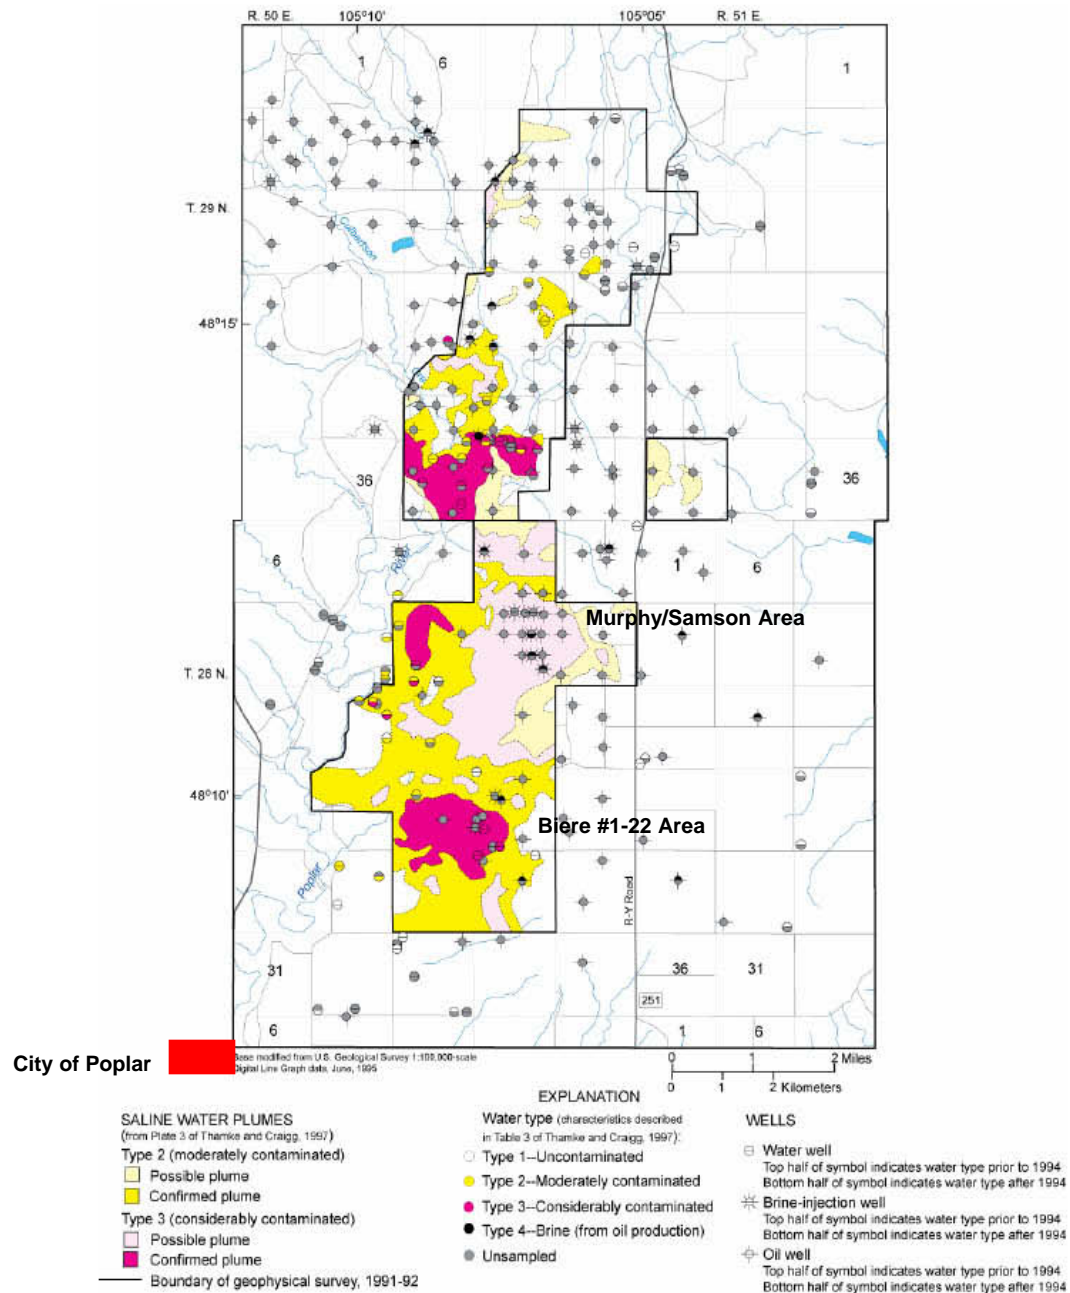 R. 50 E. 105º10' 105º05' R. 51 E.
1 6 1
T. 29 N.
Culbertson
48º15'
36 36
River
6 1 6
Murphy/Samson Area
T. 28 N.
48º10'
Biere #1-22 Area
Poplar
R-Y Road
31 36 31
251
6 1 6
City of Poplar
Base modified from U.S. Geological Survey 1:100,000-scale
Digital Line Graph data, June, 1995
0 1 2 Miles
0 1 2 Kilometers
EXPLANATION
SALINE WATER PLUMES
(from Plate 3 of Thamke and Craigg, 1997)
Type 2 (moderately contaminated)
Possible plume
Confirmed plume
Type 3 (considerably contaminated)
Possible plume
Confirmed plume
Boundary of geophysical survey, 1991-92
Water type (characteristics described
in Table 3 of Thamke and Craigg, 1997):
Type 1--Uncontaminated
Type 2--Moderately contaminated
Type 3--Considerably contaminated
Type 4--Brine (from oil production)
Unsampled
WELLS
Water well
Top half of symbol indicates water type prior to 1994
Bottom half of symbol indicates water type after 1994
Brine-injection well
Top half of symbol indicates water type prior to 1994
Bottom half of symbol indicates water type after 1994
Oil well
Top half of symbol indicates water type prior to 1994
Bottom half of symbol indicates water type after 1994